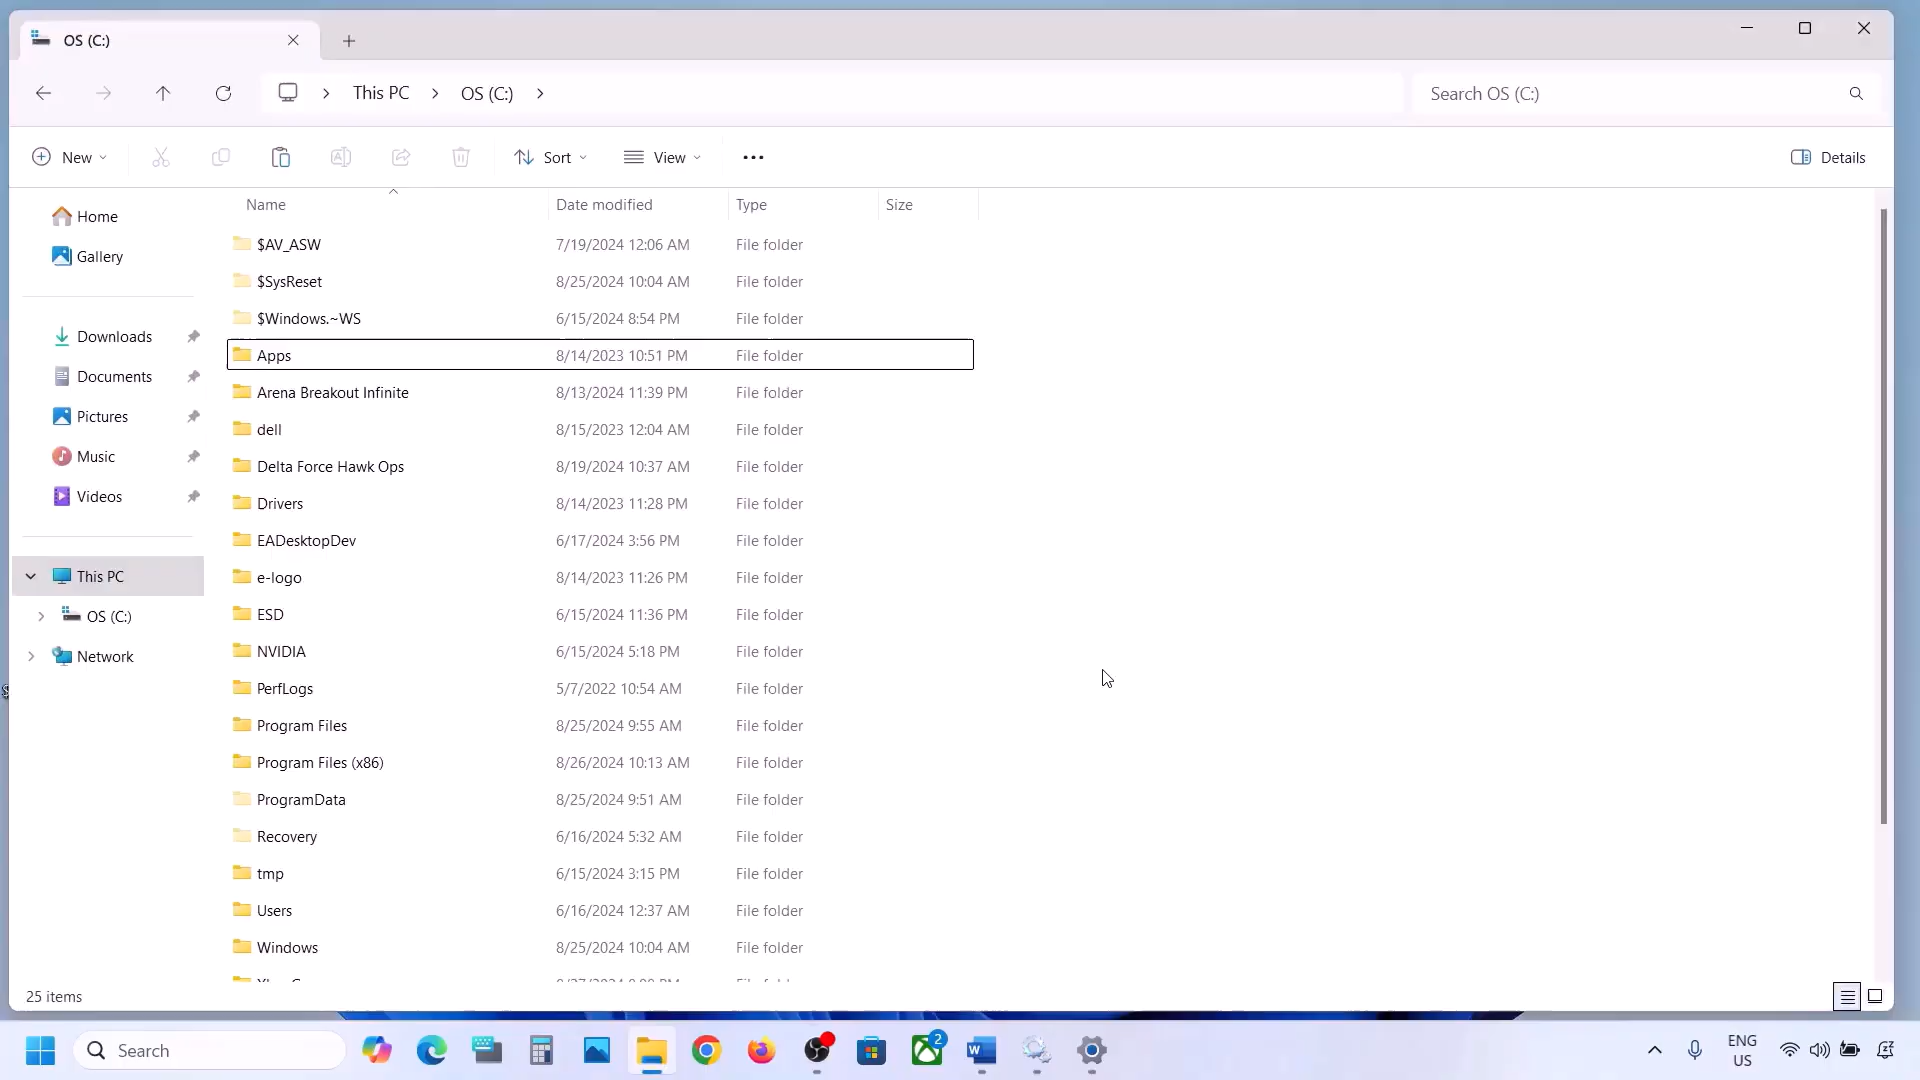 OS (C:)
This PC
OS (C:)
Search OS (C:)
New
Sort
View
Details
Name
Date modified
Type
Size
Home
Gallery
Downloads
Documents
Pictures
Music
Videos
This PC
OS (C:)
Network
$AV_ASW 7/19/2024 12:06 AM File folder
$SysReset 8/25/2024 10:04 AM File folder
$Windows.~WS 6/15/2024 8:54 PM File folder
Apps 8/14/2023 10:51 PM File folder
Arena Breakout Infinite 8/13/2024 11:39 PM File folder
dell 8/15/2023 12:04 AM File folder
Delta Force Hawk Ops 8/19/2024 10:37 AM File folder
Drivers 8/14/2023 11:28 PM File folder
EADesktopDev 6/17/2024 3:56 PM File folder
e-logo 8/14/2023 11:26 PM File folder
ESD 6/15/2024 11:36 PM File folder
NVIDIA 6/15/2024 5:18 PM File folder
PerfLogs 5/7/2022 10:54 AM File folder
Program Files 8/25/2024 9:55 AM File folder
Program Files (x86) 8/26/2024 10:13 AM File folder
ProgramData 8/25/2024 9:51 AM File folder
Recovery 6/16/2024 5:32 AM File folder
tmp 6/15/2024 3:15 PM File folder
Users 6/16/2024 12:37 AM File folder
Windows 8/25/2024 10:04 AM File folder
25 items
Search
2
ENG
US